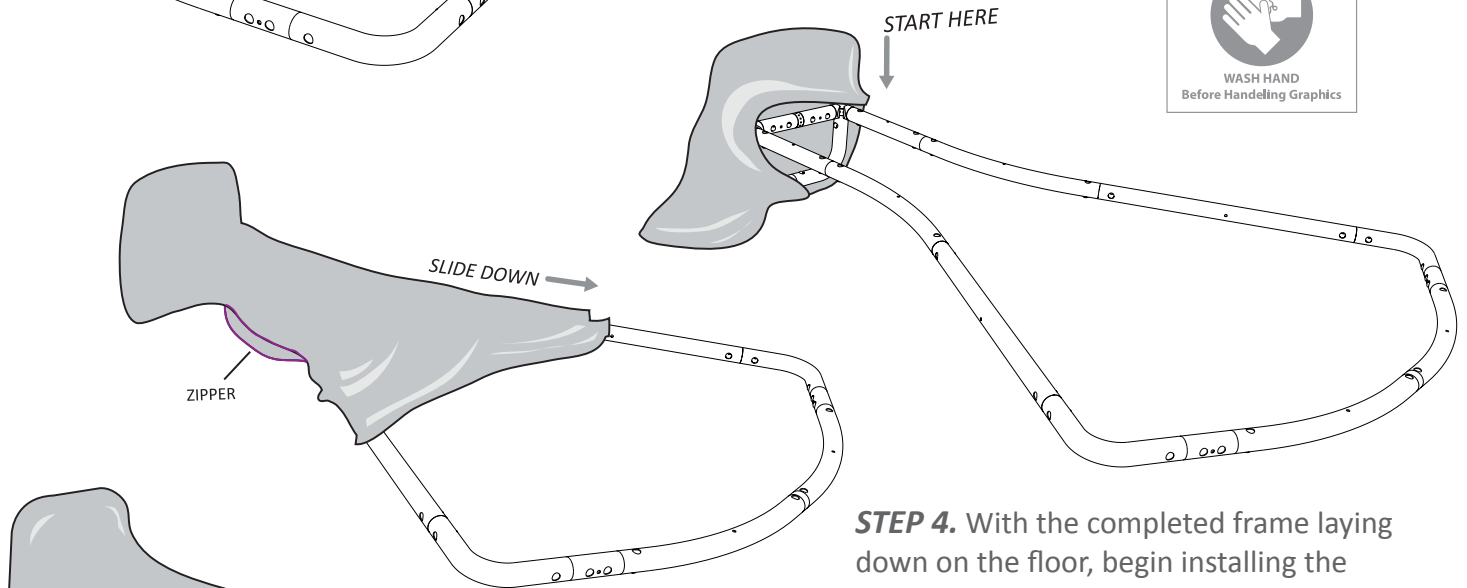 START HERE
WASH HAND
Before Handeling Graphics
SLIDE DOWN
ZIPPER
STEP 4. With the completed frame laying
down on the floor, begin installing the